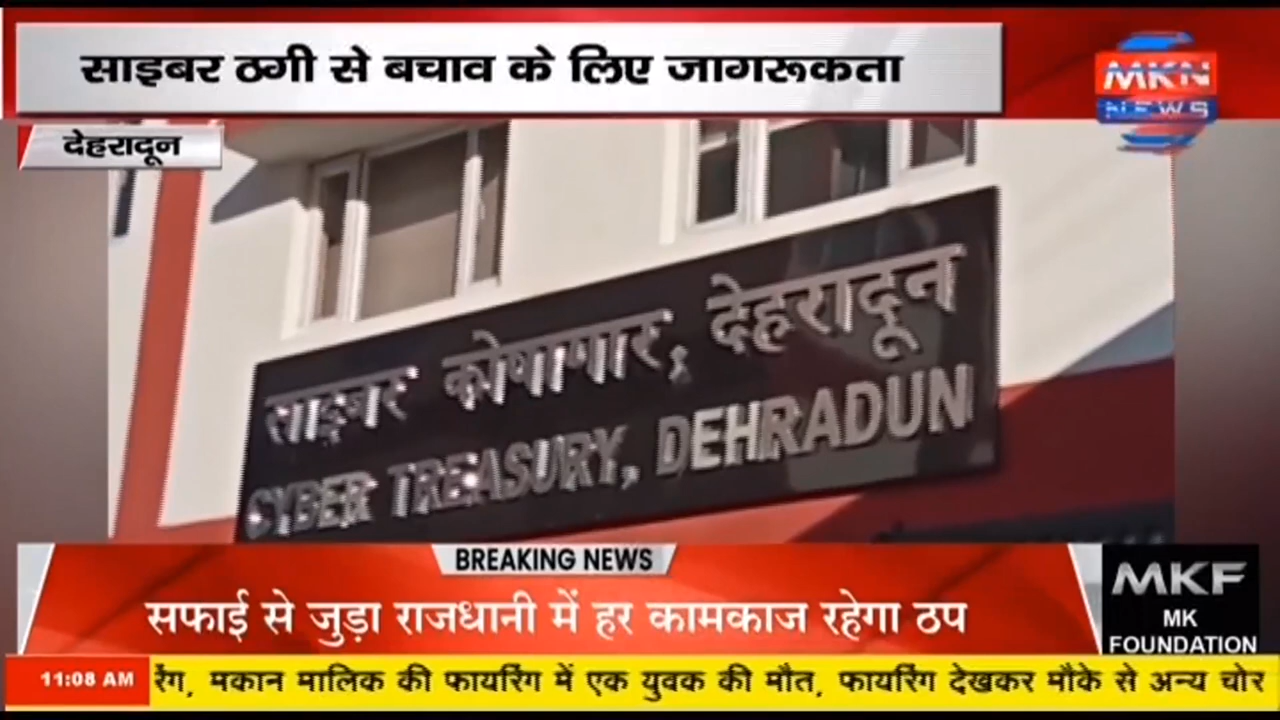 साइबर ठगी से बचाव के लिए जागरूकता
MKN
NEWS
देहरादून
साइबर कोषागार, देहरादून
CYBER TREASURY, DEHRADUN
BREAKING NEWS
सफाई से जुड़ा राजधानी में हर कामकाज रहेगा ठप
MKF
MK
FOUNDATION
11:08 AM
रिंग, मकान मालिक की फायरिंग में एक युवक की मौत, फायरिंग देखकर मौके से अन्य चोर